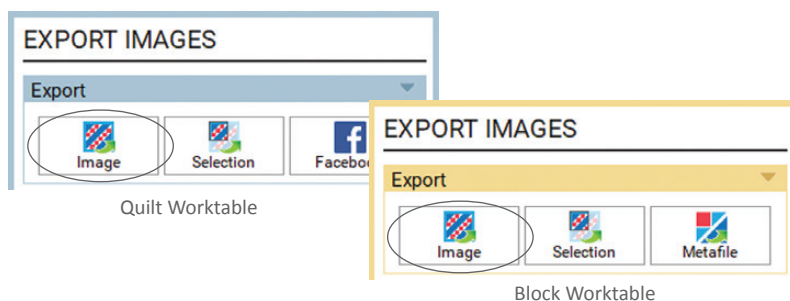 EXPORT IMAGES
Export
Image
Selection
Quilt Worktable
EXPORT IMAGES
Export
Image
Selection
Metafile
Block Worktable